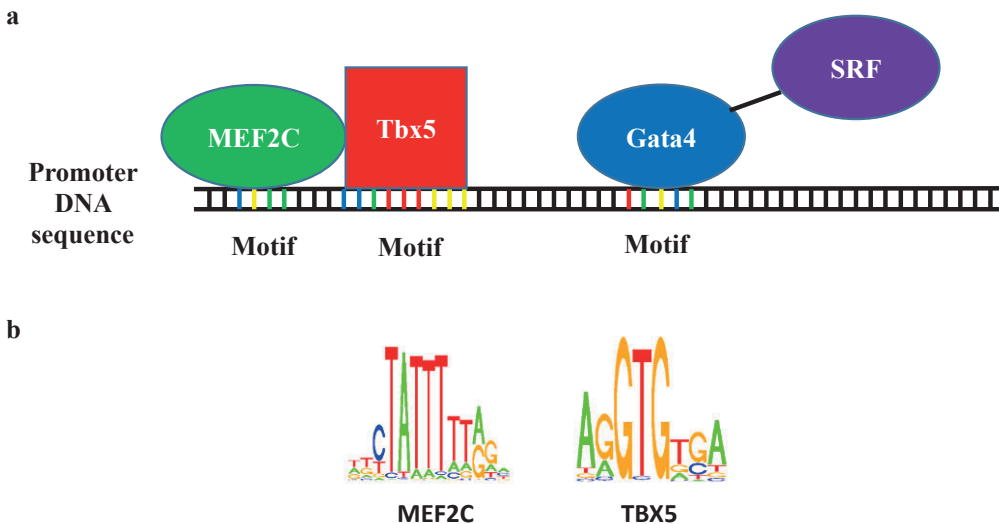 a
SRF
MEF2C
Tbx5
Gata4
Promoter
DNA
sequence
Motif
Motif
Motif
b
MEF2C
TBX5